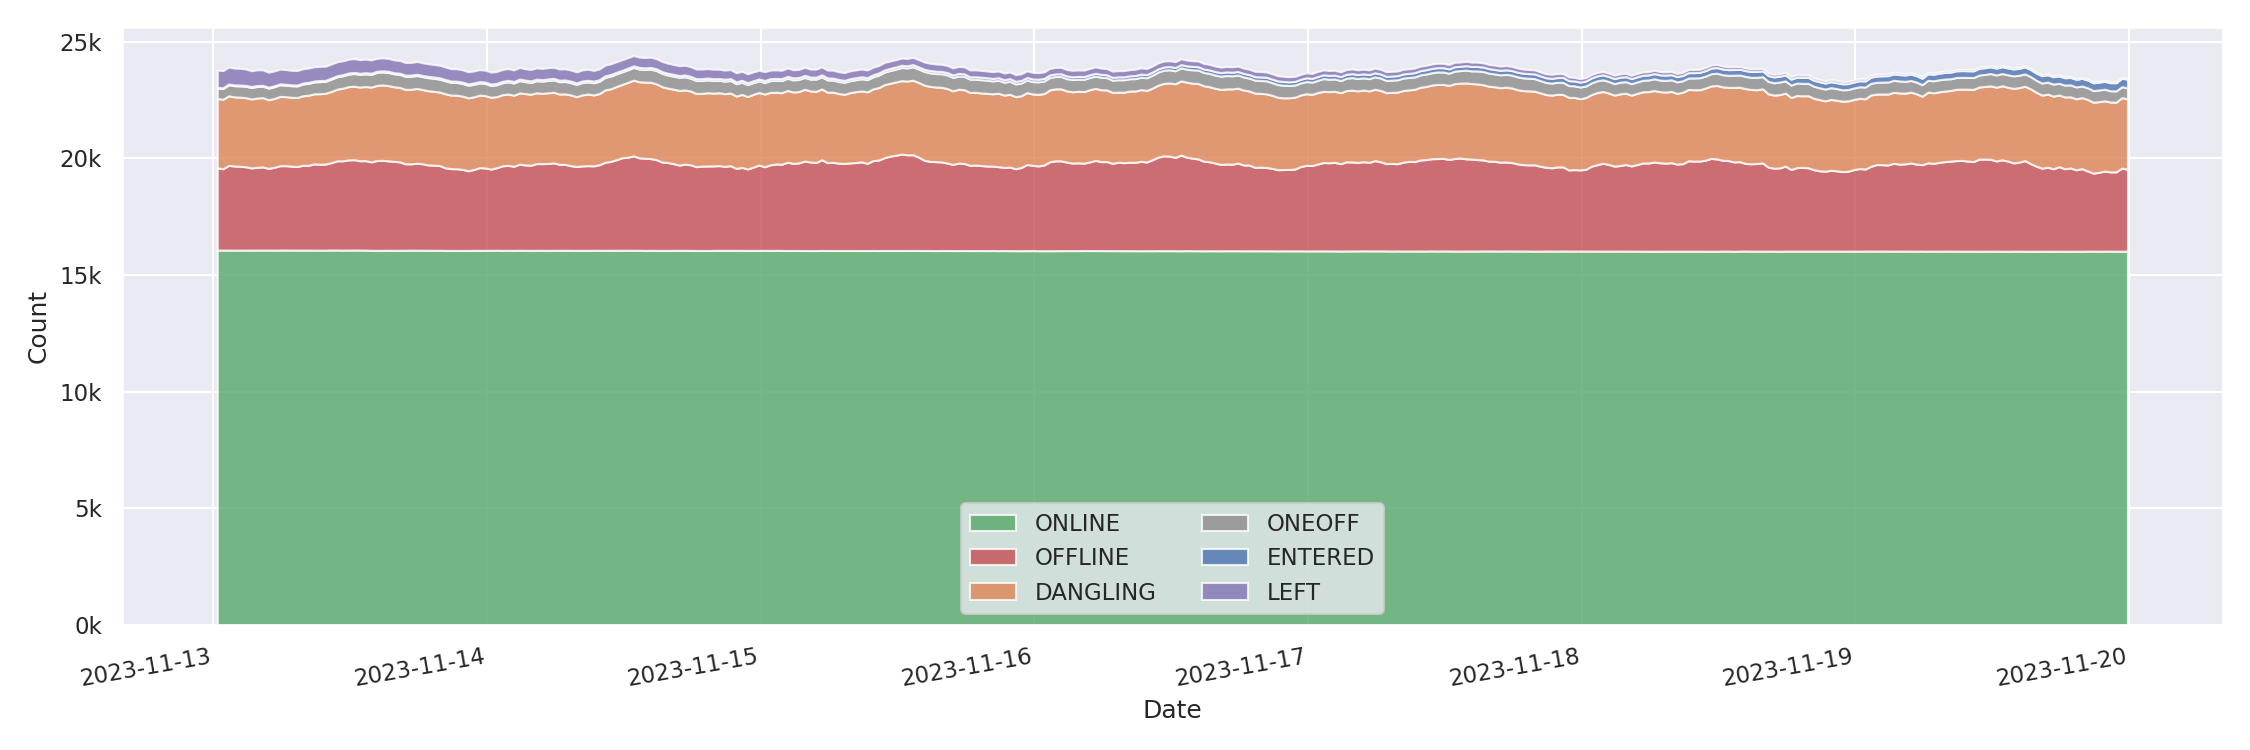 25k
20k
15k
10k
5k
0k
Count
ONLINE
OFFLINE
DANGLING
ONEOFF
ENTERED
LEFT
2023-11-13
2023-11-14
2023-11-15
2023-11-16
2023-11-17
2023-11-18
2023-11-19
2023-11-20
Date